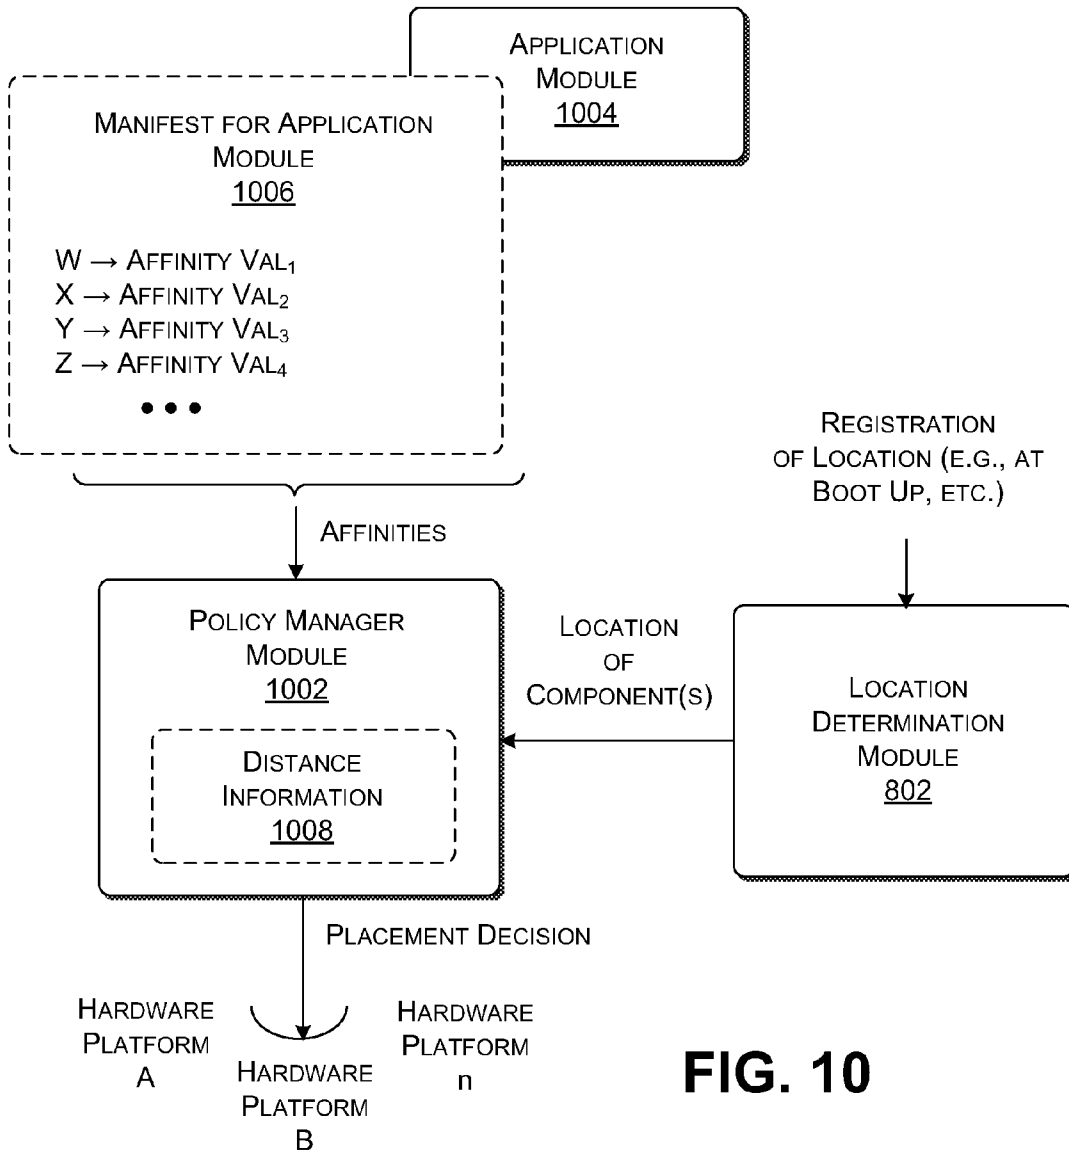 APPLICATION
MODULE
1004
MANIFEST FOR APPLICATION
MODULE
1006
W → AFFINITY VAL₁
X → AFFINITY VAL₂
Y → AFFINITY VAL₃
Z → AFFINITY VAL₄
• • •
REGISTRATION
OF LOCATION (E.G., AT
BOOT UP, ETC.)
AFFINITIES
POLICY MANAGER
MODULE
1002
DISTANCE
INFORMATION
1008
LOCATION
OF
COMPONENT(S)
LOCATION
DETERMINATION
MODULE
802
PLACEMENT DECISION
HARDWARE
PLATFORM
A
HARDWARE
PLATFORM
B
HARDWARE
PLATFORM
n
FIG. 10